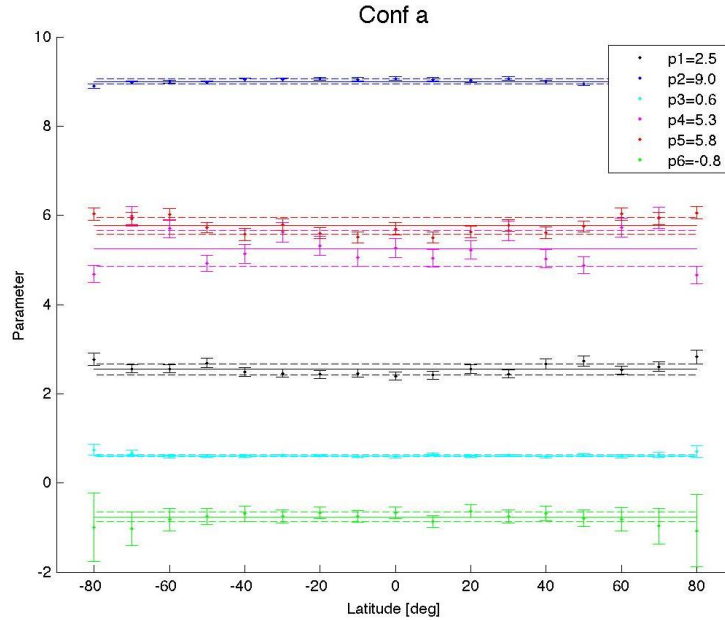 Conf a
10
8
6
4
2
0
-2
Parameter
p1=2.5
p2=9.0
p3=0.6
p4=5.3
p5=5.8
p6=-0.8
-80 -60 -40 -20 0 20 40 60 80
Latitude [deg]